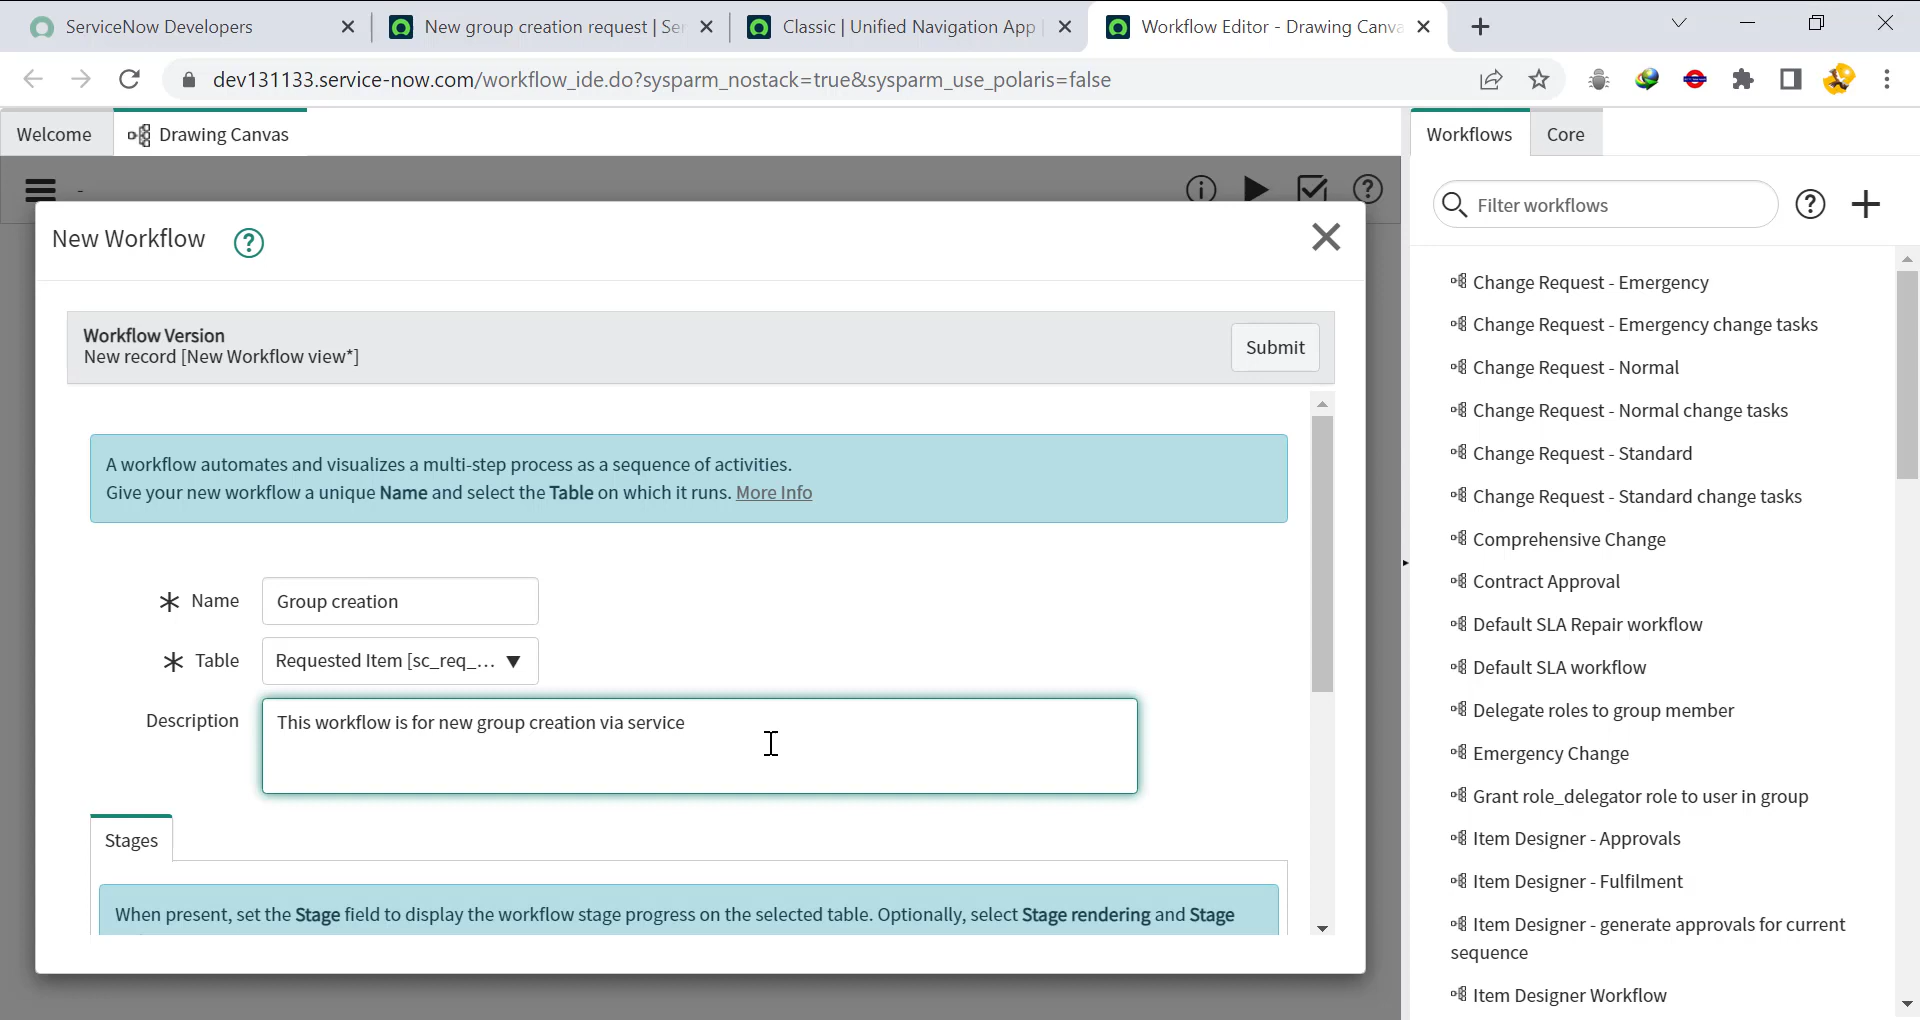 ServiceNow Developers
New group creation request | Ser
Classic | Unified Navigation App
Workflow Editor - Drawing Canva
dev131133.service-now.com/workflow_ide.do?sysparm_nostack=true&sysparm_use_polaris=false
Welcome
Drawing Canvas
Workflows
Core
-
Filter workflows
New Workflow
Workflow Version
New record [New Workflow view*]
Submit
A workflow automates and visualizes a multi-step process as a sequence of activities.
Give your new workflow a unique Name and select the Table on which it runs. More Info
Name
Group creation
Table
Requested Item [sc_req_...
Description
This workflow is for new group creation via service
Stages
When present, set the Stage field to display the workflow stage progress on the selected table. Optionally, select Stage rendering and Stage
Change Request - Emergency
Change Request - Emergency change tasks
Change Request - Normal
Change Request - Normal change tasks
Change Request - Standard
Change Request - Standard change tasks
Comprehensive Change
Contract Approval
Default SLA Repair workflow
Default SLA workflow
Delegate roles to group member
Emergency Change
Grant role_delegator role to user in group
Item Designer - Approvals
Item Designer - Fulfilment
Item Designer - generate approvals for current
sequence
Item Designer Workflow